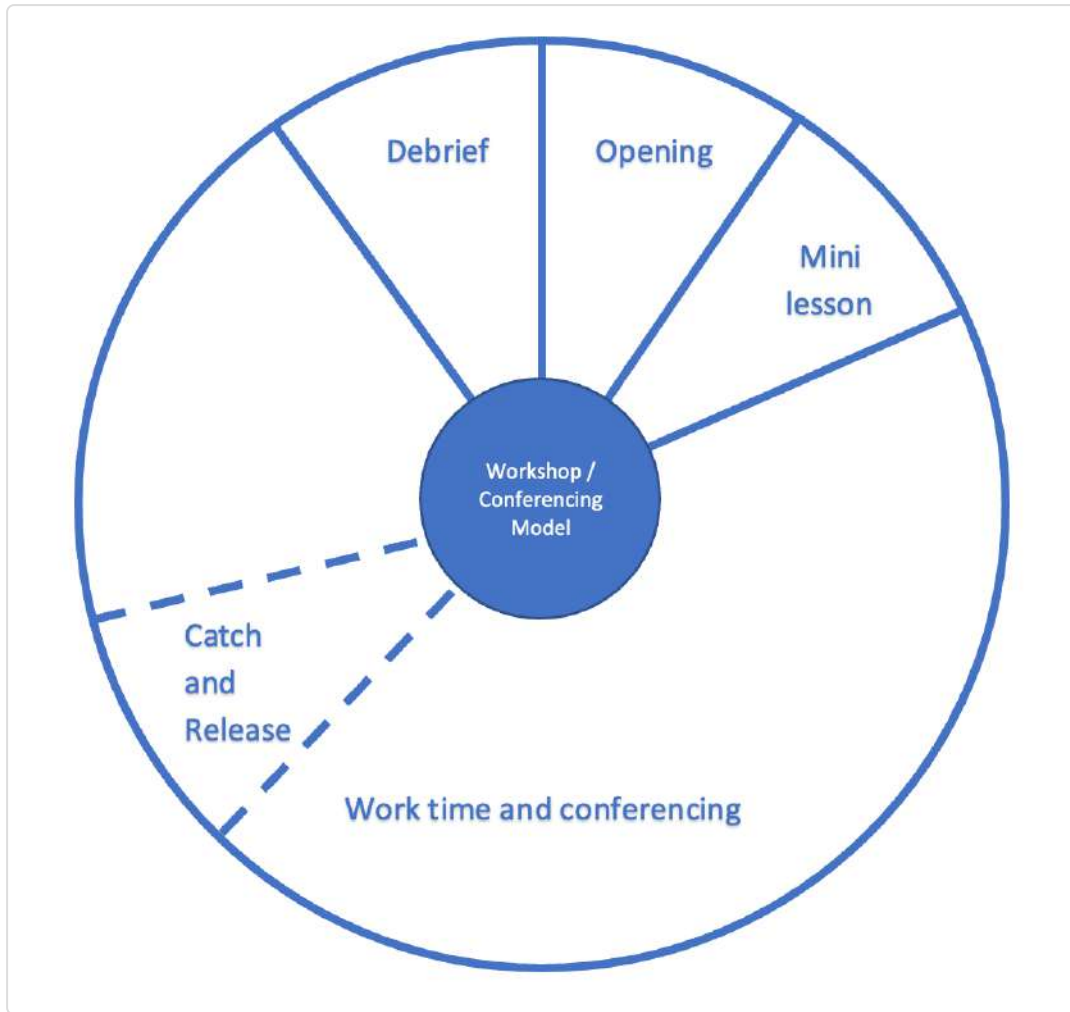 Debrief
Opening
Mini
lesson
Workshop /
Conferencing
Model
Catch
and
Release
Work time and conferencing